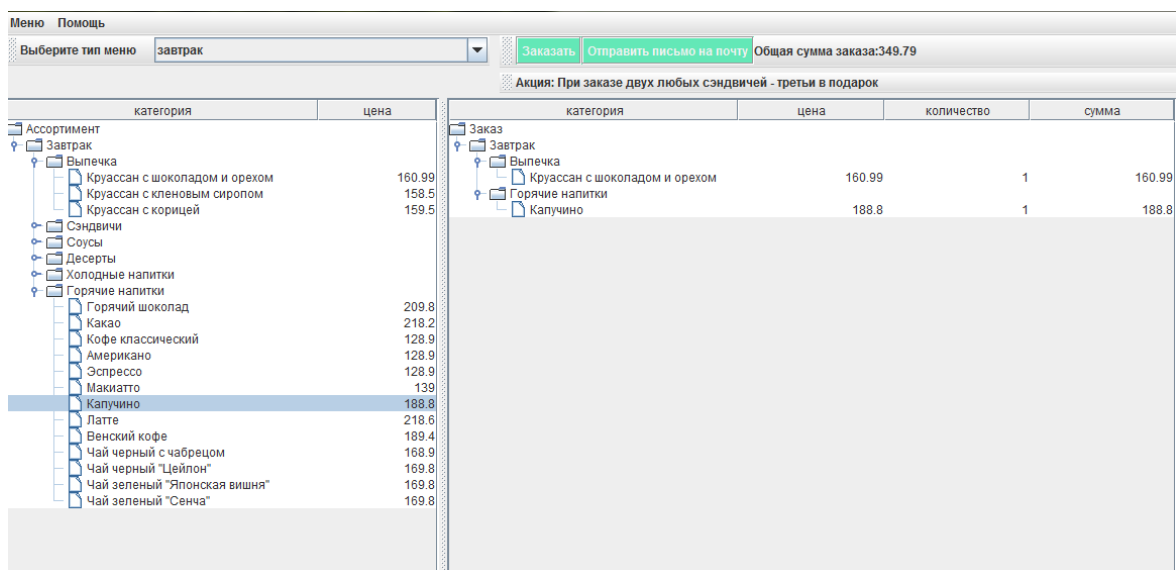 Меню Помощь
Выберите тип меню завтрак Заказать Отправить письмо на почту Общая сумма заказа:349.79
Акция: При заказе двух любых сэндвичей - третьи в подарок
категория цена
Ассортимент
Завтрак
Выпечка
Круассан с шоколадом и орехом 160.99
Круассан с кленовым сиропом 158.5
Круассан с корицей 159.5
Сэндвичи
Соусы
Десерты
Холодные напитки
Горячие напитки
Горячий шоколад 209.8
Какао 218.2
Кофе классический 128.9
Американо 128.9
Эспрессо 128.9
Макиатто 139
Капучино 188.8
Латте 218.6
Венский кофе 189.4
Чай черный с чабрецом 168.9
Чай черный "Цейлон" 169.8
Чай зеленый "Японская вишня" 169.8
Чай зеленый "Сенча" 169.8
категория цена количество сумма
Заказ
Завтрак
Выпечка
Круассан с шоколадом и орехом 160.99 1 160.99
Горячие напитки
Капучино 188.8 1 188.8